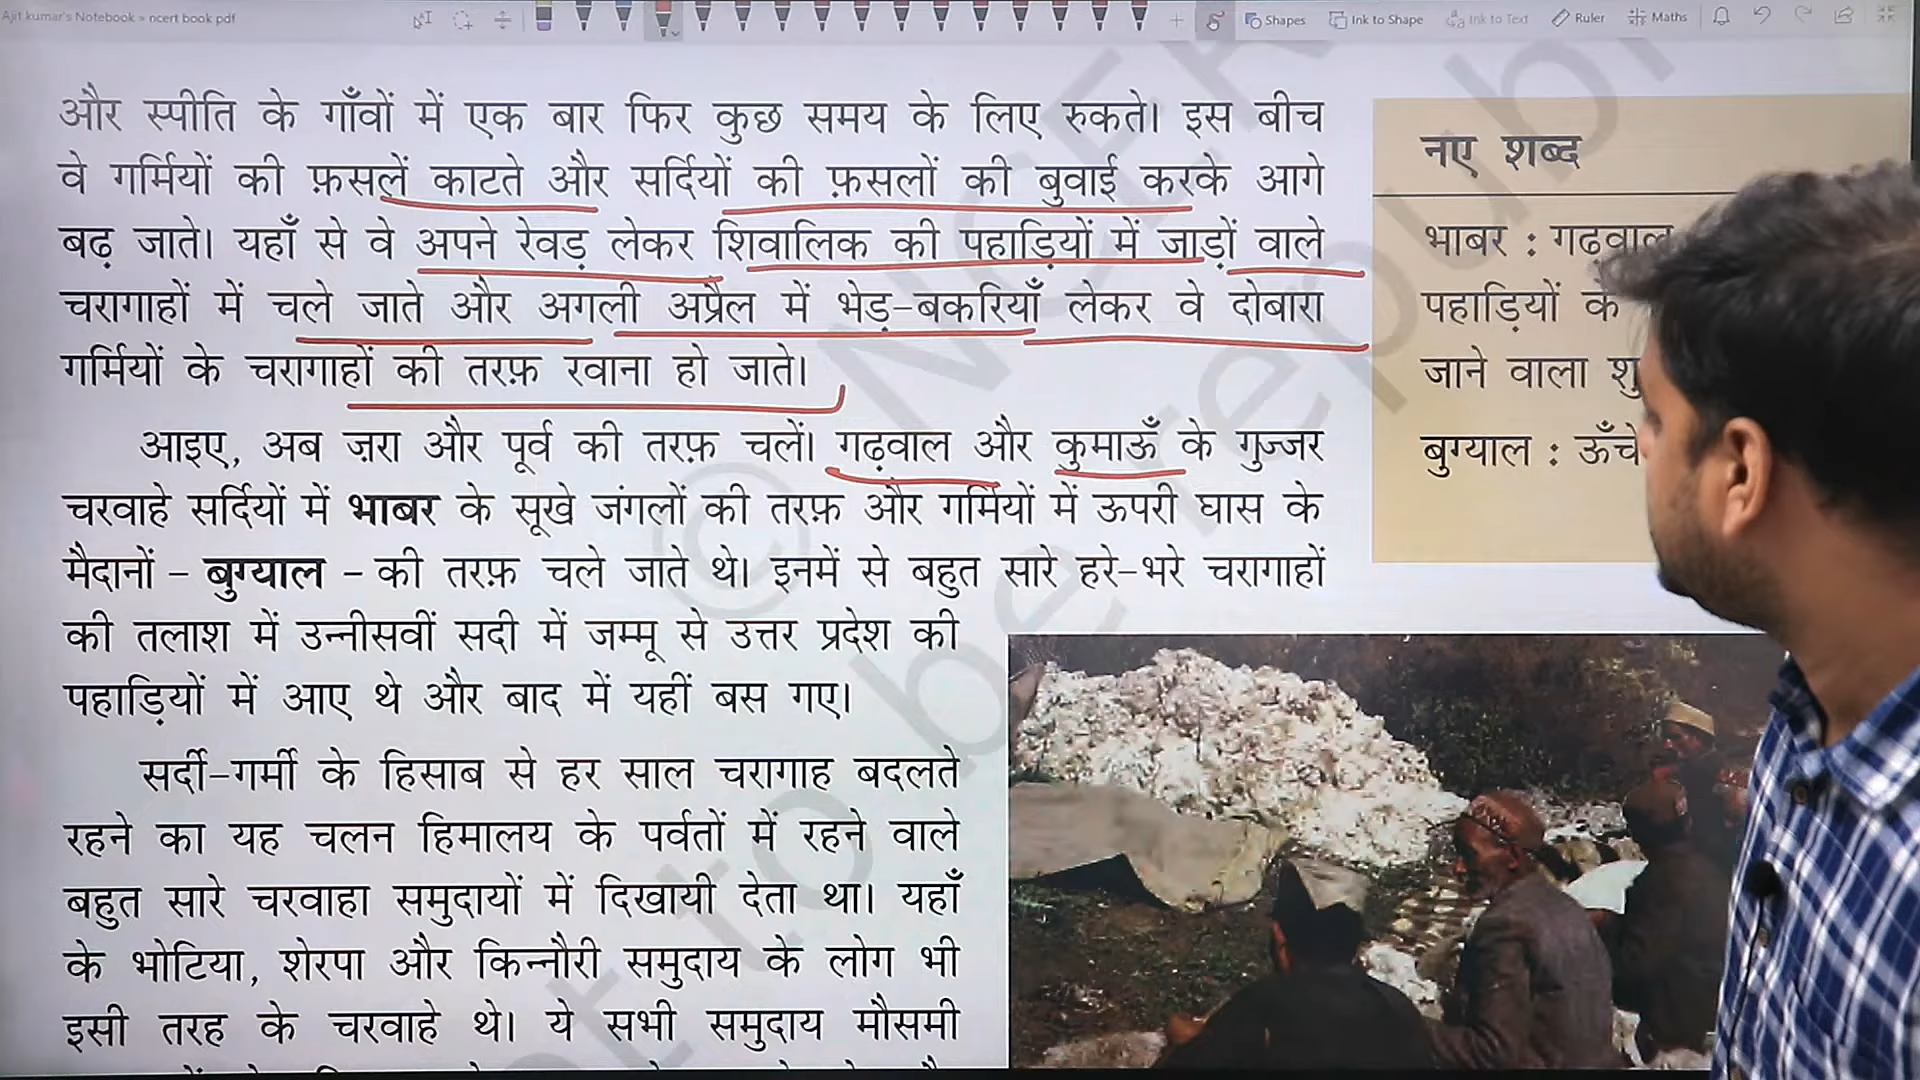 Ajit kumar's Notebook » ncert book pdf
Shapes
Ink to Shape
Ink to Text
Ruler
Maths
और स्पीति के गाँवों में एक बार फिर कुछ समय के लिए रुकते। इस बीच
वे गर्मियों की फ़सलें काटते और सर्दियों की फ़सलों की बुवाई करके आगे
बढ़ जाते। यहाँ से वे अपने रेवड़ लेकर शिवालिक की पहाड़ियों में जाड़ों वाले
चरागाहों में चले जाते और अगली अप्रैल में भेड़-बकरियाँ लेकर वे दोबारा
गर्मियों के चरागाहों की तरफ़ रवाना हो जाते।
आइए, अब ज़रा और पूर्व की तरफ़ चलें। गढ़वाल और कुमाऊँ के गुज्जर
चरवाहे सर्दियों में भाबर के सूखे जंगलों की तरफ़ और गर्मियों में ऊपरी घास के
मैदानों – बुग्याल – की तरफ़ चले जाते थे। इनमें से बहुत सारे हरे-भरे चरागाहों
की तलाश में उन्नीसवीं सदी में जम्मू से उत्तर प्रदेश की
पहाड़ियों में आए थे और बाद में यहीं बस गए।
सर्दी-गर्मी के हिसाब से हर साल चरागाह बदलते
रहने का यह चलन हिमालय के पर्वतों में रहने वाले
बहुत सारे चरवाहा समुदायों में दिखायी देता था। यहाँ
के भोटिया, शेरपा और किन्नौरी समुदाय के लोग भी
इसी तरह के चरवाहे थे। ये सभी समुदाय मौसमी
नए शब्द
भाबर : गढ़वाल
पहाड़ियों के
जाने वाला
बुग्याल : ऊँचे
© NCERT
not to be republ